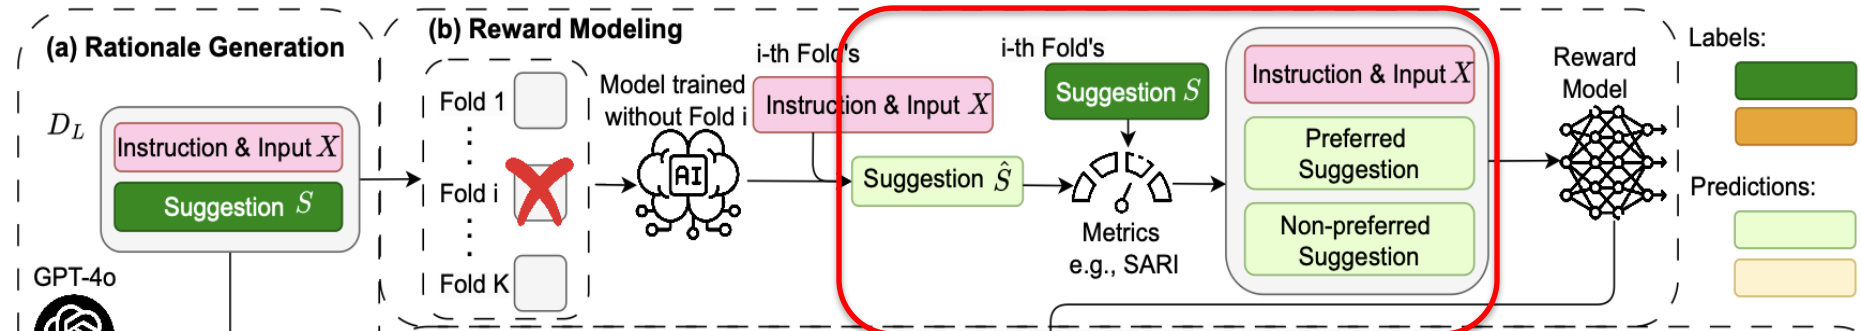 (a) Rationale Generation
D_L
Instruction & Input X
Suggestion S
GPT-4o
(b) Reward Modeling
Fold 1
Fold i
Fold K
Model trained
without Fold i
AI
i-th Fold's
Instruction & Input X
Suggestion Ŝ
i-th Fold's
Suggestion S
Metrics
e.g., SARI
Instruction & Input X
Preferred
Suggestion
Non-preferred
Suggestion
Reward
Model
Labels:
Predictions: